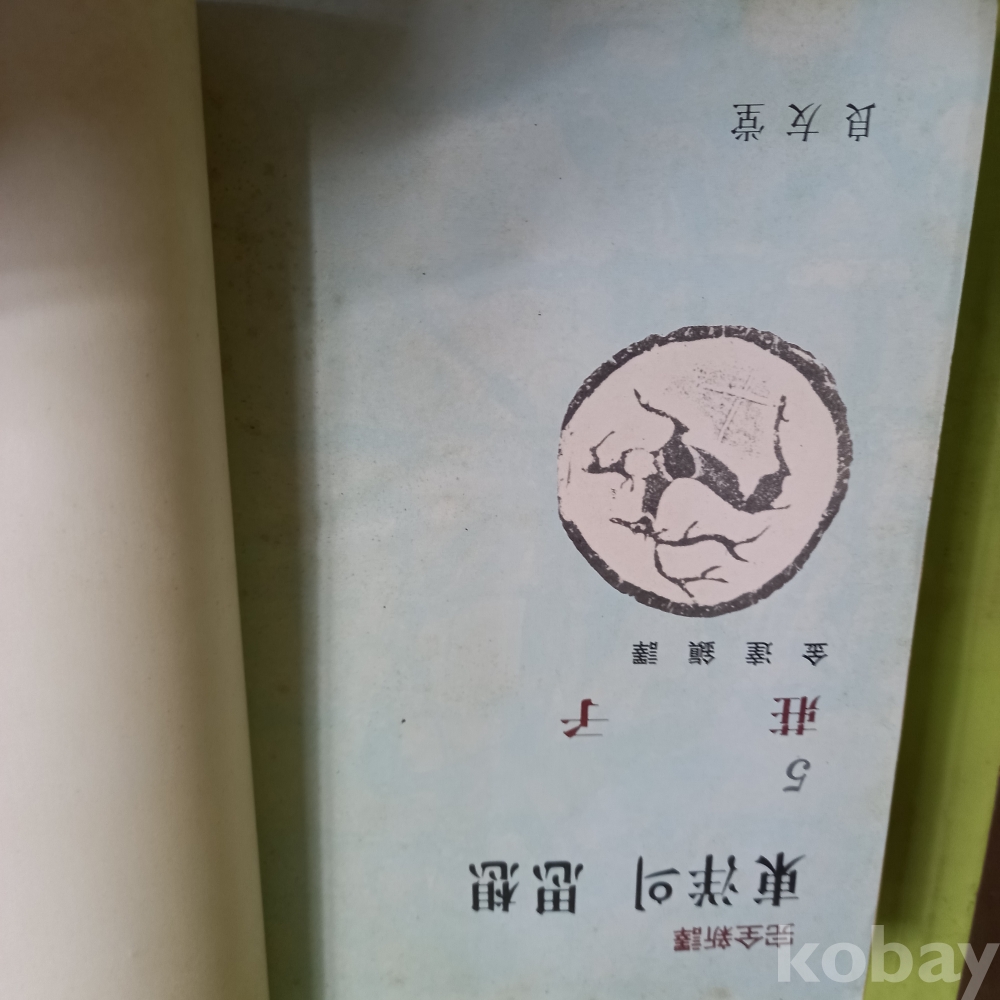 完全新譯
東洋의 思想
5
莊子
金達鎭 譯
良友堂
kobay